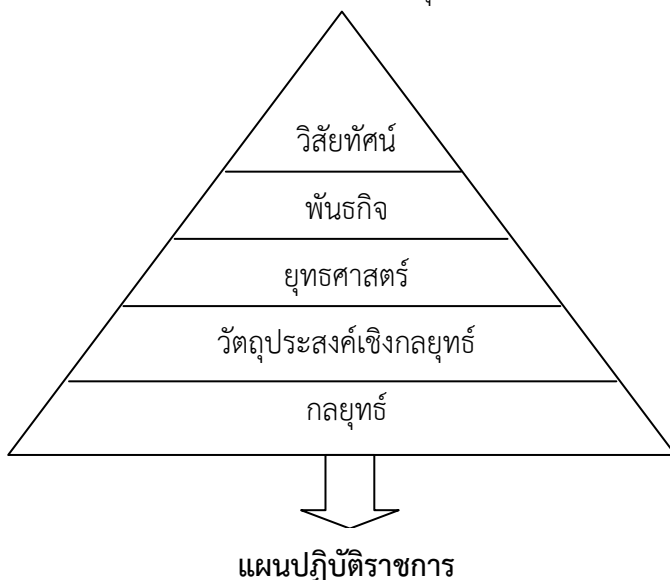 วิสัยทัศน์
พันธกิจ
ยุทธศาสตร์
วัตถุประสงค์เชิงกลยุทธ์
กลยุทธ์
แผนปฏิบัติราชการ